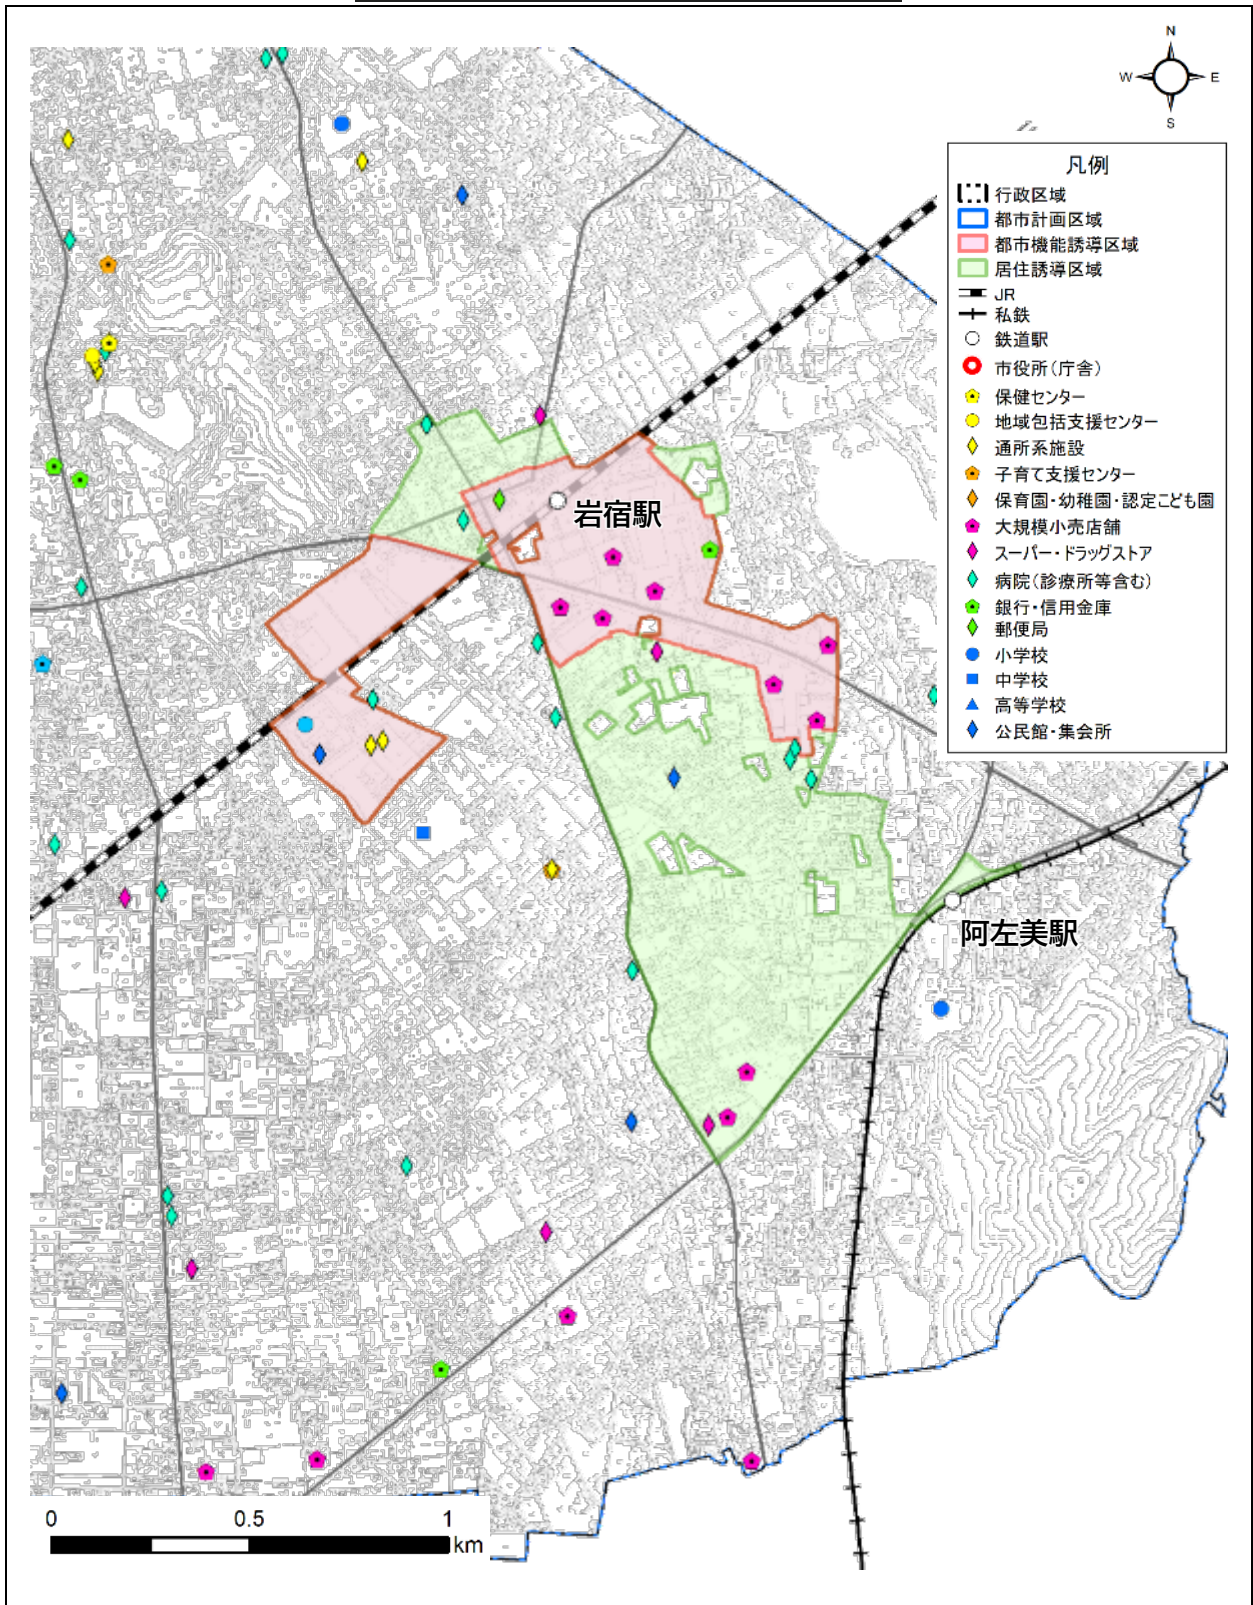 N
W E
S
凡例
行政区域
都市計画区域
都市機能誘導区域
居住誘導区域
JR
私鉄
鉄道駅
市役所(庁舎)
保健センター
地域包括支援センター
通所系施設
子育て支援センター
保育園・幼稚園・認定こども園
大規模小売店舗
スーパー・ドラッグストア
病院(診療所等含む)
銀行・信用金庫
郵便局
小学校
中学校
高等学校
公民館・集会所
岩宿駅
阿左美駅
0 0.5 1
km